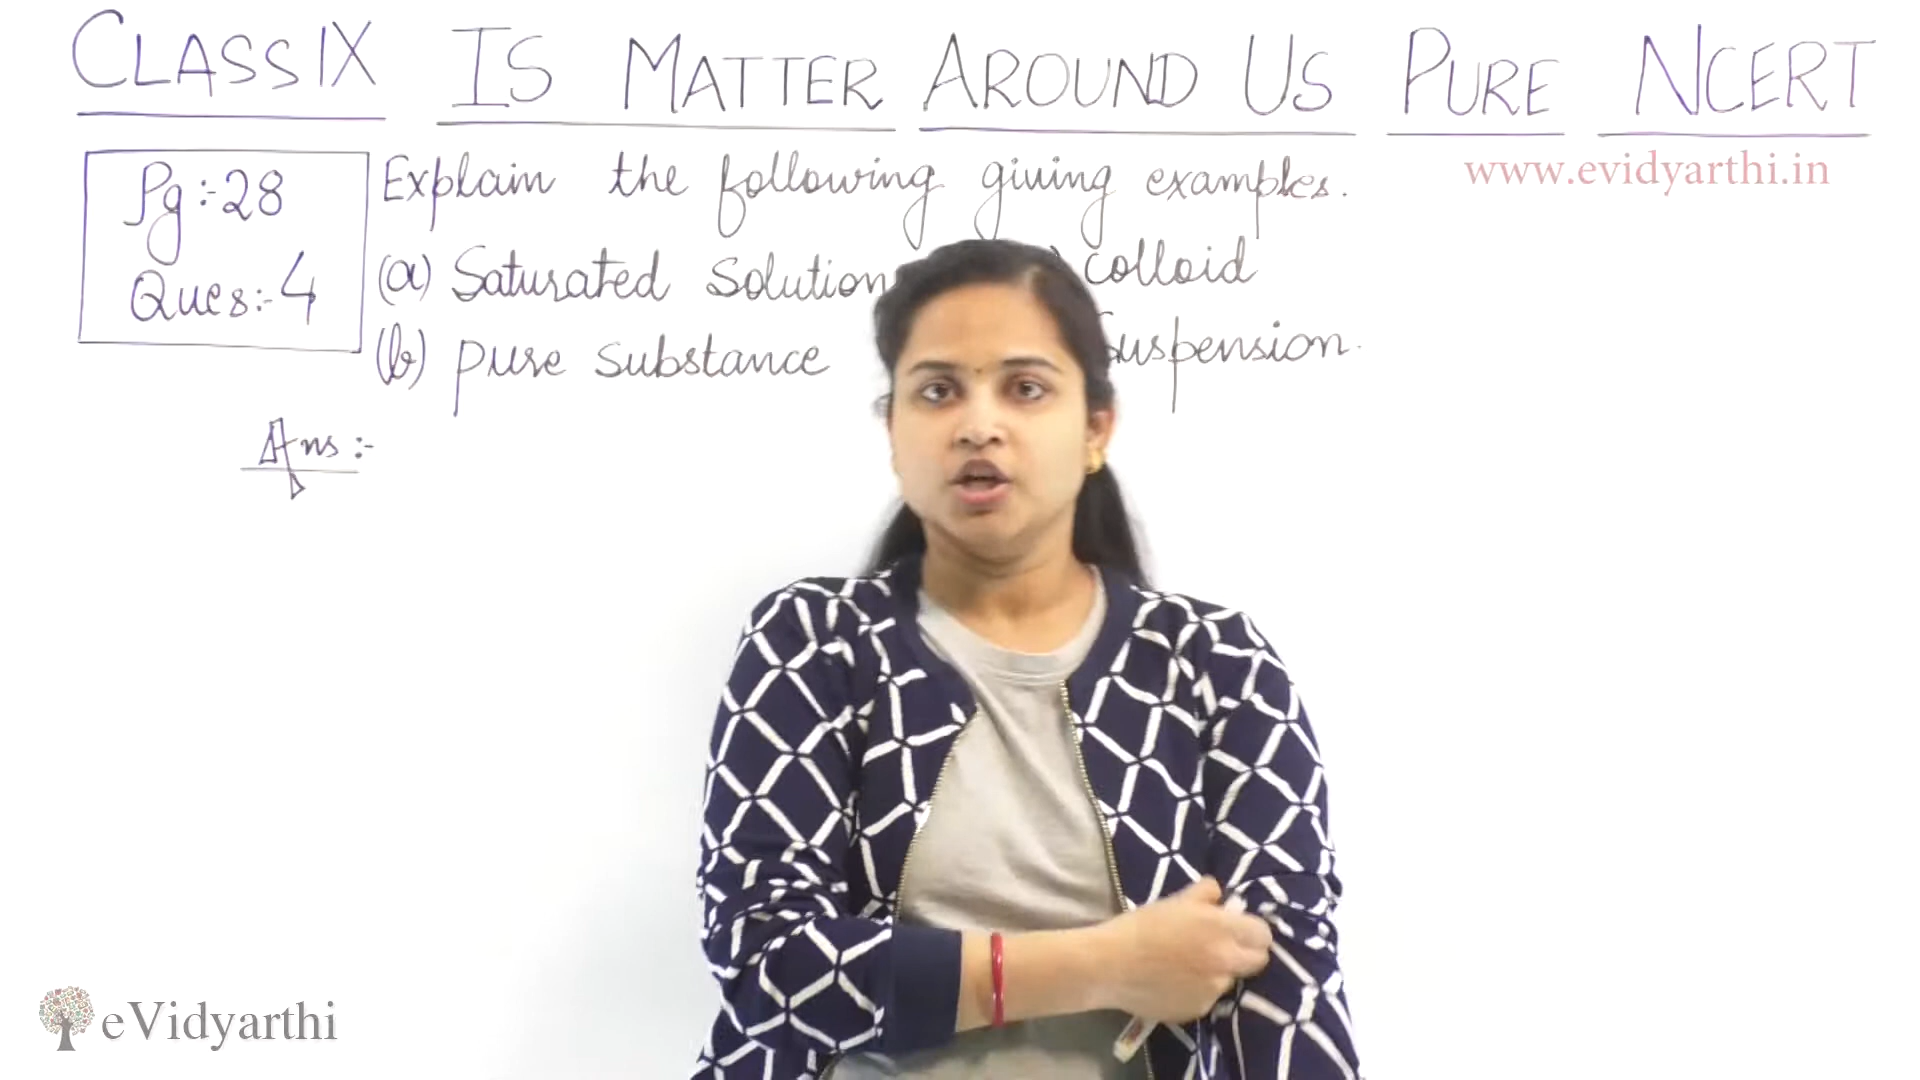 CLASS IX IS MATTER AROUND US PURE NCERT
www.evidyarthi.in
Pg:-28
Ques:-4
Explain the following giving examples.
(a) Saturated solution ) colloid
(b) pure substance suspension.
Ans:-
eVidyarthi